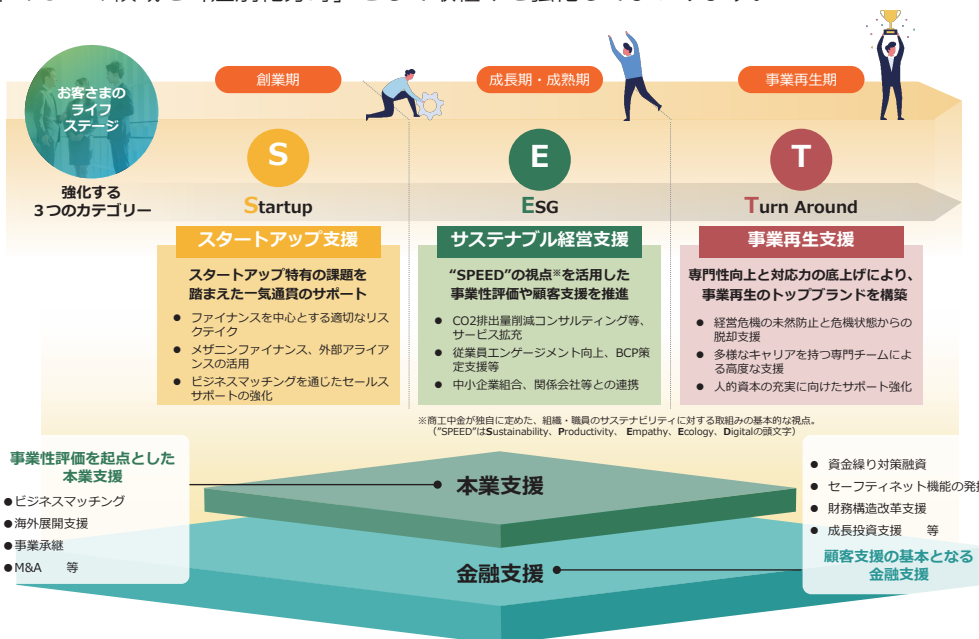 お客さまの
ライフ
ステージ
創業期
成長期・成熟期
事業再生期
強化する
3つのカテゴリー
S
Startup
E
ESG
T
Turn Around
スタートアップ支援
スタートアップ特有の課題を
踏まえた一気通貫のサポート
● ファイナンスを中心とする適切なリス
クテイク
● メザニンファイナンス、外部アライア
ンスの活用
● ビジネスマッチングを通じたセールス
サポートの強化
サステナブル経営支援
“SPEED”の視点※を活用した
事業性評価や顧客支援を推進
● CO2排出量削減コンサルティング等、
サービス拡充
● 従業員エンゲージメント向上、BCP策
定支援等
● 中小企業組合、関係会社等との連携
事業再生支援
専門性向上と対応力の底上げにより、
事業再生のトップブランドを構築
● 経営危機の未然防止と危機状態からの
脱却支援
● 多様なキャリアを持つ専門チームによ
る高度な支援
● 人的資本の充実に向けたサポート強化
※商工中金が独自に定めた、組織・職員のサステナビリティに対する取組みの基本的な視点。
（“SPEED”はSustainability、Productivity、 Empathy、Ecology、Digitalの頭文字）
事業性評価を起点とした
本業支援
●ビジネスマッチング
●海外展開支援
●事業承継
●M&A 等
本業支援
金融支援
● 資金繰り対策融資
● セーフティネット機能の発
● 財務構造改革支援
● 成長投資支援 等
顧客支援の基本となる
金融支援